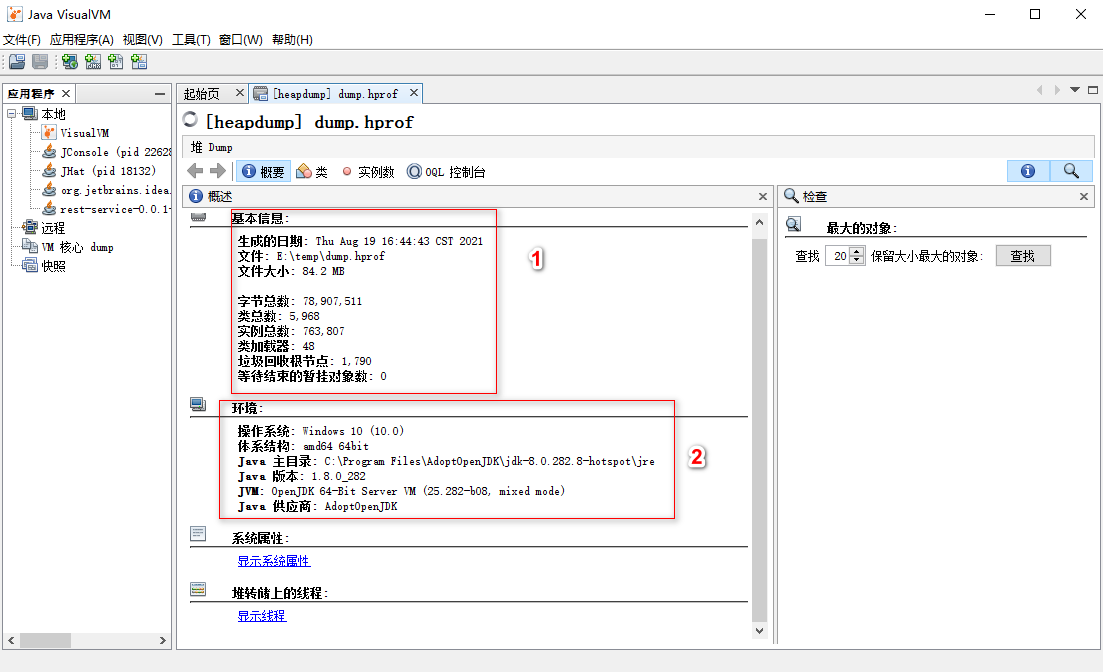 Java VisualVM
文件(F) 应用程序(A) 视图(V) 工具(T) 窗口(W) 帮助(H)
应用程序
本地
VisualVM
JConsole (pid 22628
JHat (pid 18132)
org.jetbrains.idea.
rest-service-0.0.1-
远程
VM 核心 dump
快照
起始页 [heapdump] dump.hprof
[heapdump] dump.hprof
堆 Dump
概要 类 实例数 OQL 控制台
概述
基本信息:
生成的日期: Thu Aug 19 16:44:43 CST 2021
文件: E:\temp\dump.hprof
文件大小: 84.2 MB
字节总数: 78,907,511
类总数: 5,968
实例总数: 763,807
类加载器: 48
垃圾回收根节点: 1,790
等待结束的暂挂对象数: 0
1
环境:
操作系统: Windows 10 (10.0)
体系结构: amd64 64bit
Java 主目录: C:\Program Files\AdoptOpenJDK\jdk-8.0.282.8-hotspot\jre
Java 版本: 1.8.0_282
JVM: OpenJDK 64-Bit Server VM (25.282-b08, mixed mode)
Java 供应商: AdoptOpenJDK
2
系统属性:
显示系统属性
堆转储上的线程:
显示线程
检查
最大的对象:
查找 20 保留大小最大的对象: 查找